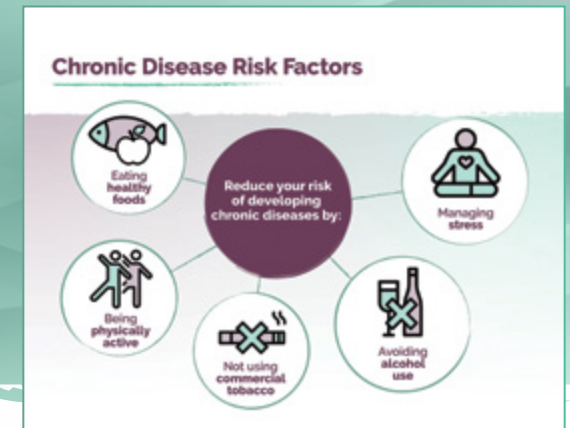 Chronic Disease Risk Factors
Reduce your risk
of developing
chronic diseases by:
Eating
healthy
foods
Managing
stress
Being
physically
active
Not using
commercial
tobacco
Avoiding
alcohol
use